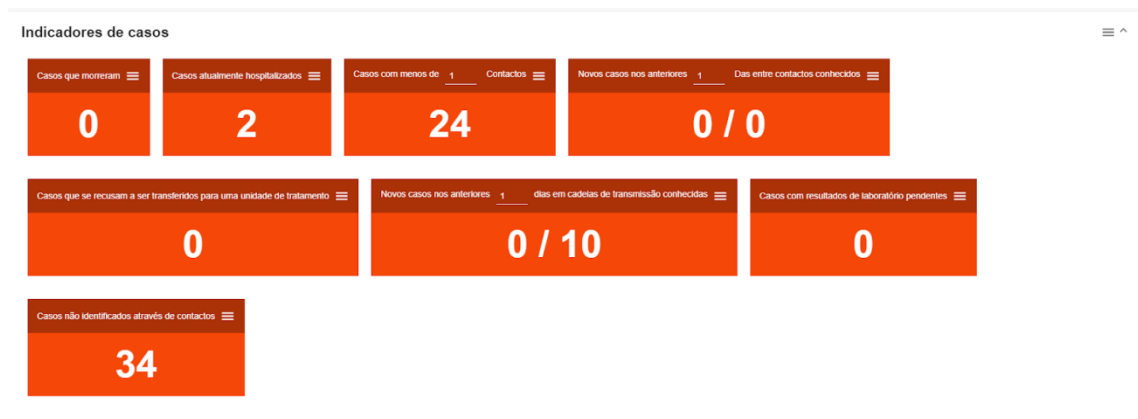 Indicadores de casos
Casos que morreram
Casos atualmente hospitalizados
Casos com menos de 1 Contactos
Novos casos nos anteriores 1 Das entre contactos conhecidos
0
2
24
0 / 0
Casos que se recusam a ser transferidos para uma unidade de tratamento
Novos casos nos anteriores 1 dias em cadeias de transmissão conhecidas
Casos com resultados de laboratório pendentes
0
0 / 10
0
Casos não identificados através de contactos
34